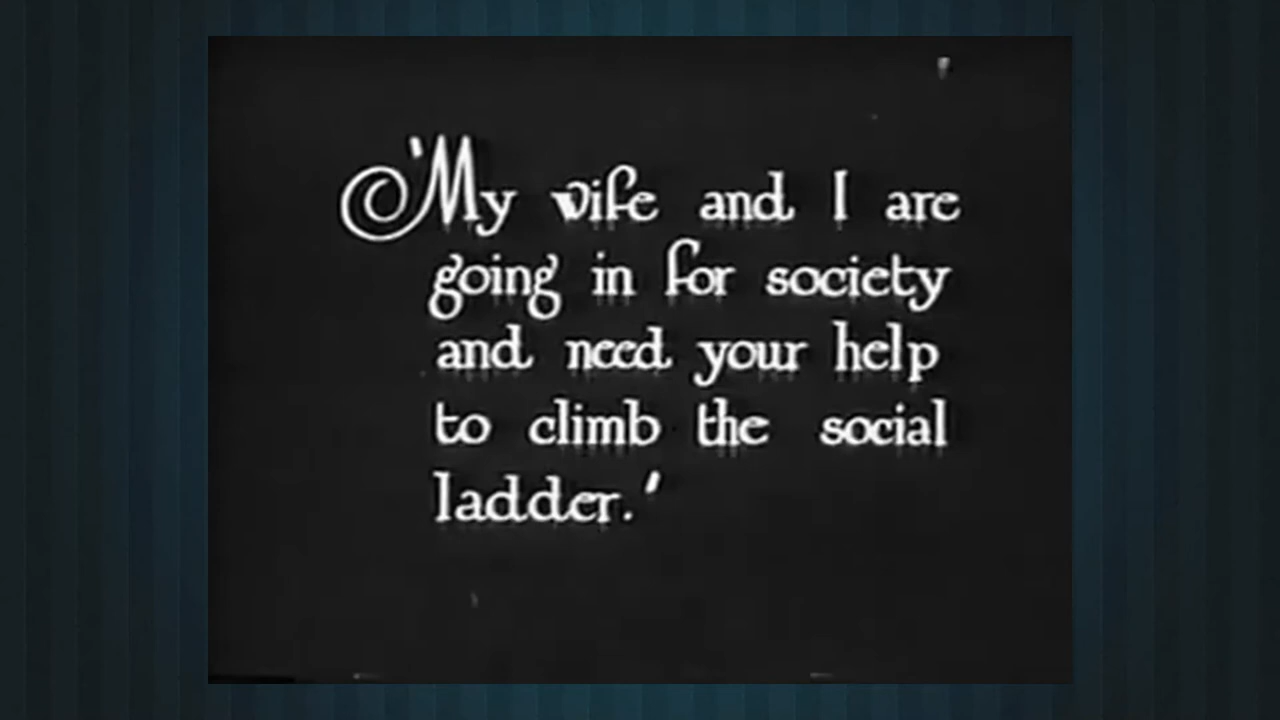 'My wife and I are
going in for society
and need your help
to climb the social
ladder.'